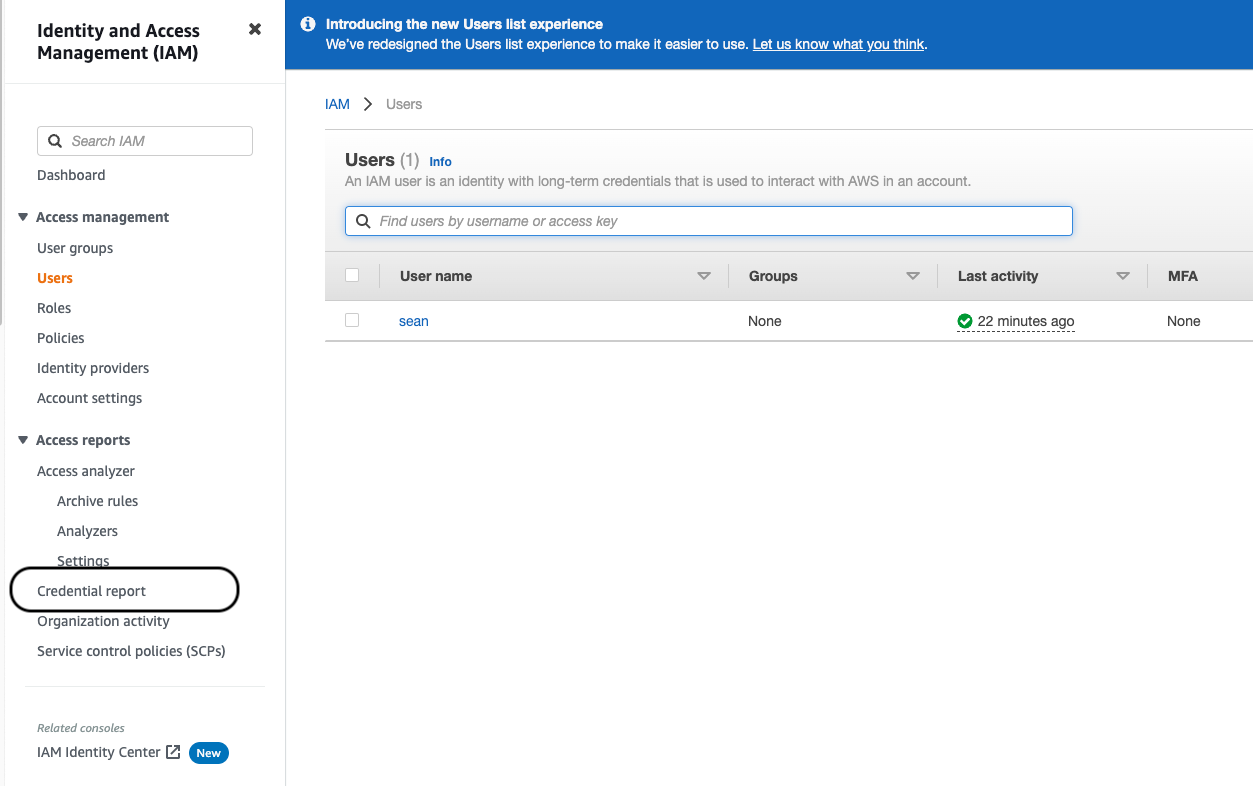 Identity and Access
Management (IAM)
Search IAM
Dashboard
Access management
User groups
Users
Roles
Policies
Identity providers
Account settings
Access reports
Access analyzer
Archive rules
Analyzers
Settings
Credential report
Organization activity
Service control policies (SCPs)
Related consoles
IAM Identity Center New
Introducing the new Users list experience
We've redesigned the Users list experience to make it easier to use. Let us know what you think.
IAM > Users
Users (1) Info
An IAM user is an identity with long-term credentials that is used to interact with AWS in an account.
Find users by username or access key
User name Groups Last activity MFA
sean None 22 minutes ago None